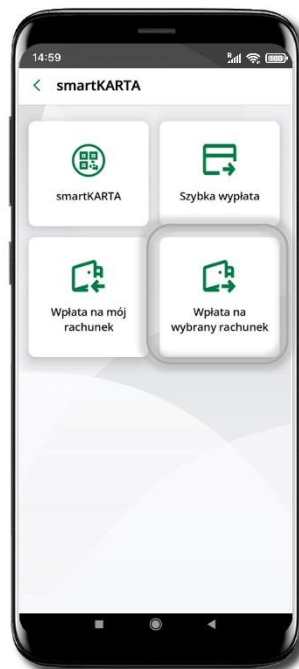 14:59
smartKARTA
smartKARTA
Szybka wypłata
Wpłata na mój
rachunek
Wpłata na
wybrany rachunek